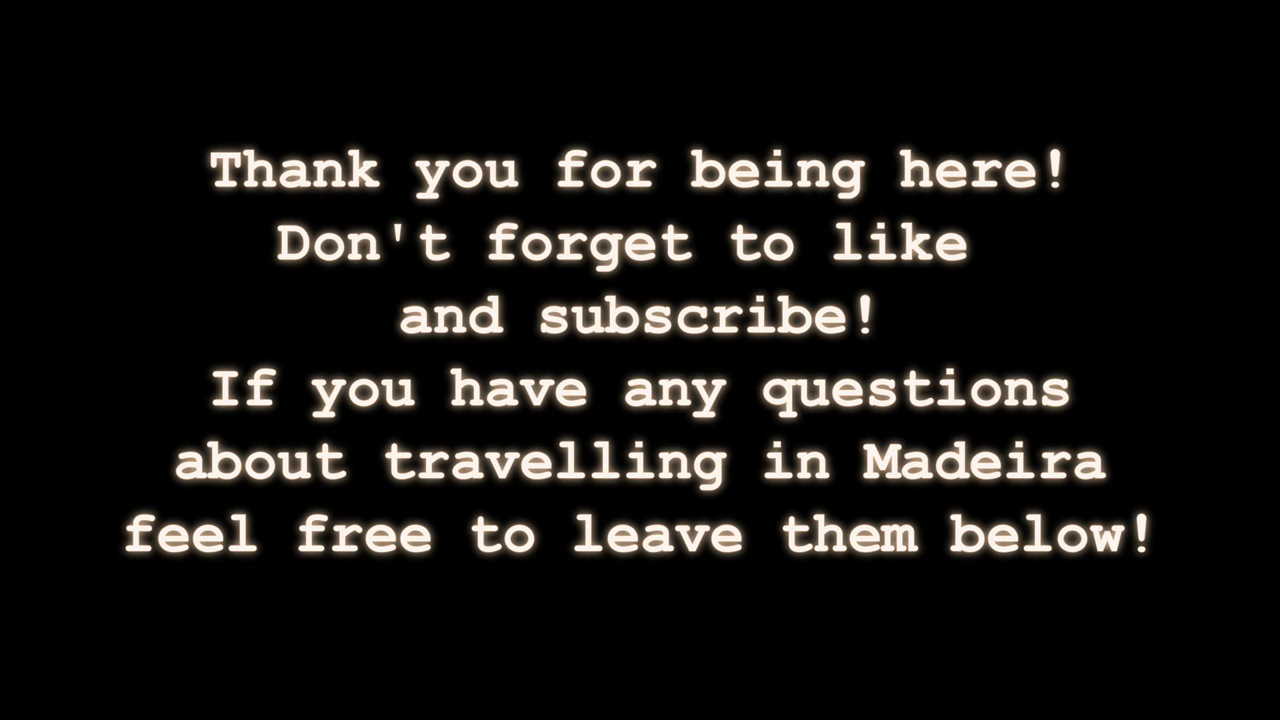 Thank you for being here!
Don't forget to like
and subscribe!
If you have any questions
about travelling in Madeira
feel free to leave them below!